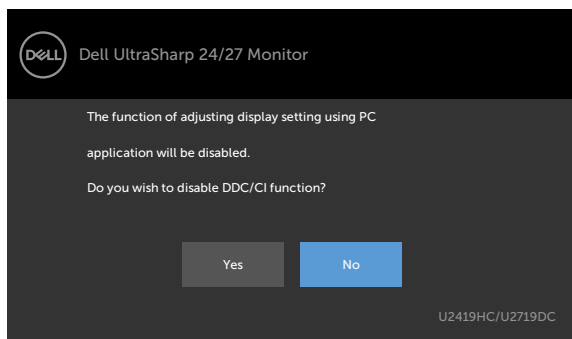 DELL
Dell UltraSharp 24/27 Monitor
The function of adjusting display setting using PC
application will be disabled.
Do you wish to disable DDC/CI function?
Yes
No
U2419HC/U2719DC